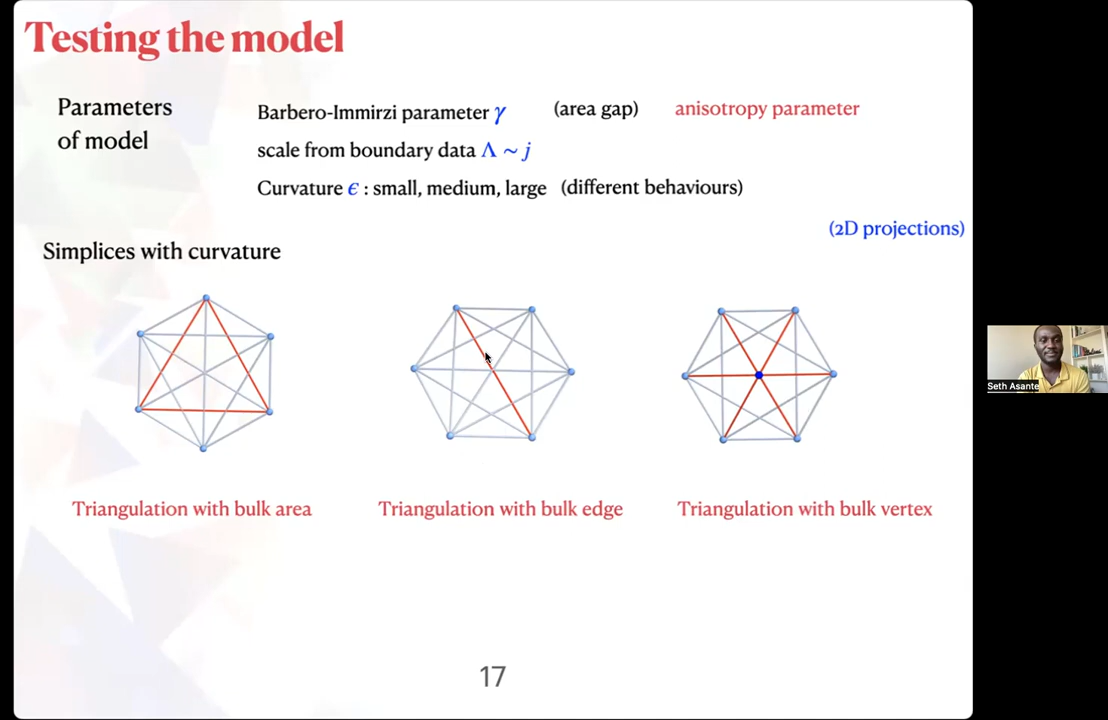 Testing the model
Parameters
of model
Barbero-Immirzi parameter γ (area gap) anisotropy parameter
scale from boundary data Λ ~ j
Curvature ϵ : small, medium, large (different behaviours)
(2D projections)
Simplices with curvature
Seth Asante
Triangulation with bulk area
Triangulation with bulk edge
Triangulation with bulk vertex
17